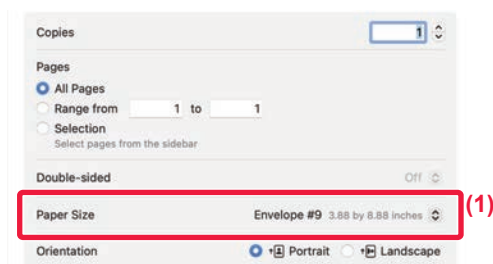 Copies 1
Pages
All Pages
Range from 1 to 1
Selection
Select pages from the sidebar
Double-sided Off
Paper Size Envelope #9 3.88 by 8.88 inches (1)
Orientation Portrait Landscape